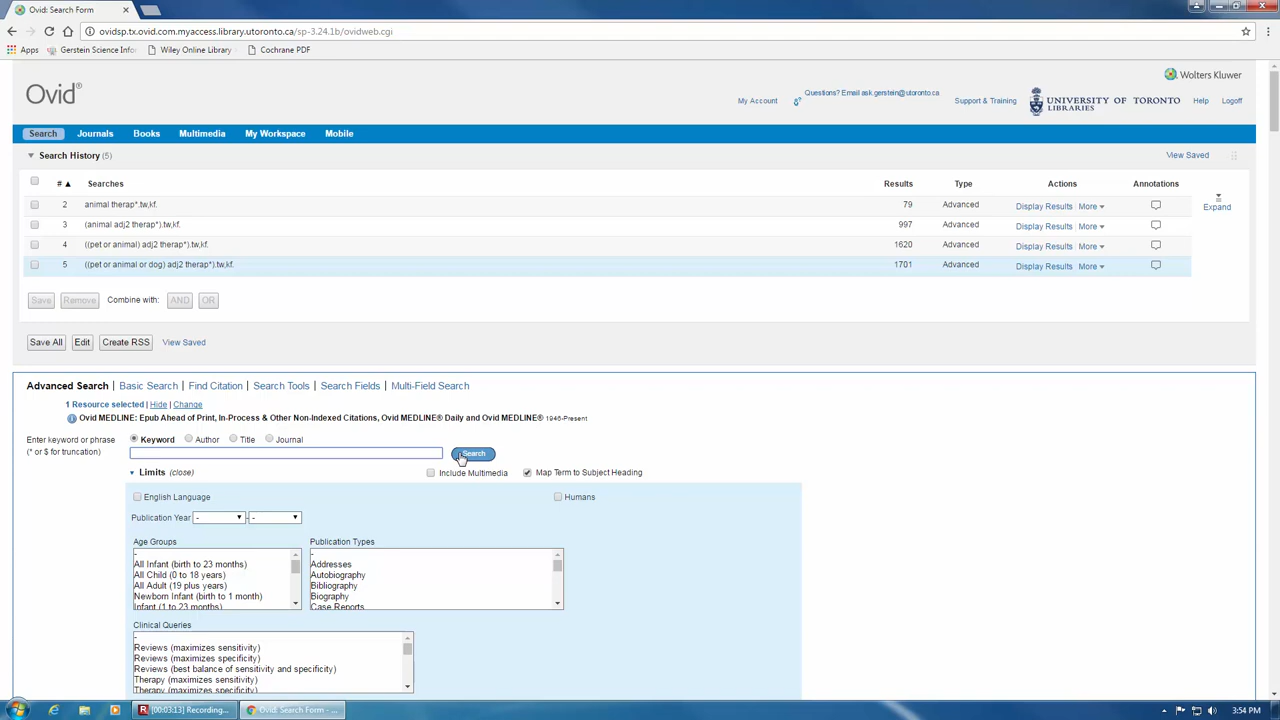 Ovid: Search Form
ovidsp.tx.ovid.com.myaccess.library.utoronto.ca/sp-3.24.1b/ovidweb.cgi
Apps Gerstein Science Info Wiley Online Library Cochrane PDF
Wolters Kluwer
Ovid®
My Account Questions? Email ask.gerstein@utoronto.ca Support & Training UNIVERSITY OF TORONTO LIBRARIES Help Logoff
Search Journals Books Multimedia My Workspace Mobile
Search History (5) View Saved
# ▲ Searches Results Type Actions Annotations
2 animal therap*.tw,kf. 79 Advanced Display Results More
Expand
3 (animal adj2 therap*).tw,kf. 997 Advanced Display Results More
4 ((pet or animal) adj2 therap*).tw,kf. 1620 Advanced Display Results More
5 ((pet or animal or dog) adj2 therap*).tw,kf. 1701 Advanced Display Results More
Save Remove Combine with: AND OR
Save All Edit Create RSS View Saved
Advanced Search | Basic Search | Find Citation | Search Tools | Search Fields | Multi-Field Search
1 Resource selected | Hide | Change
Ovid MEDLINE: Epub Ahead of Print, In-Process & Other Non-Indexed Citations, Ovid MEDLINE® Daily and Ovid MEDLINE® 1946-Present
Enter keyword or phrase
(* or $ for truncation)
Keyword Author Title Journal
Search
Limits (close) Include Multimedia Map Term to Subject Heading
English Language Humans
Publication Year - - -
Age Groups Publication Types
- -
All Infant (birth to 23 months) Addresses
All Child (0 to 18 years) Autobiography
All Adult (19 plus years) Bibliography
Newborn Infant (birth to 1 month) Biography
Infant (1 to 23 months) Case Reports
Clinical Queries
-
Reviews (maximizes sensitivity)
Reviews (maximizes specificity)
Reviews (best balance of sensitivity and specificity)
Therapy (maximizes sensitivity)
Therapy (maximizes specificity)
[00:03:13] Recording... Ovid: Search Form - ... 3:54 PM